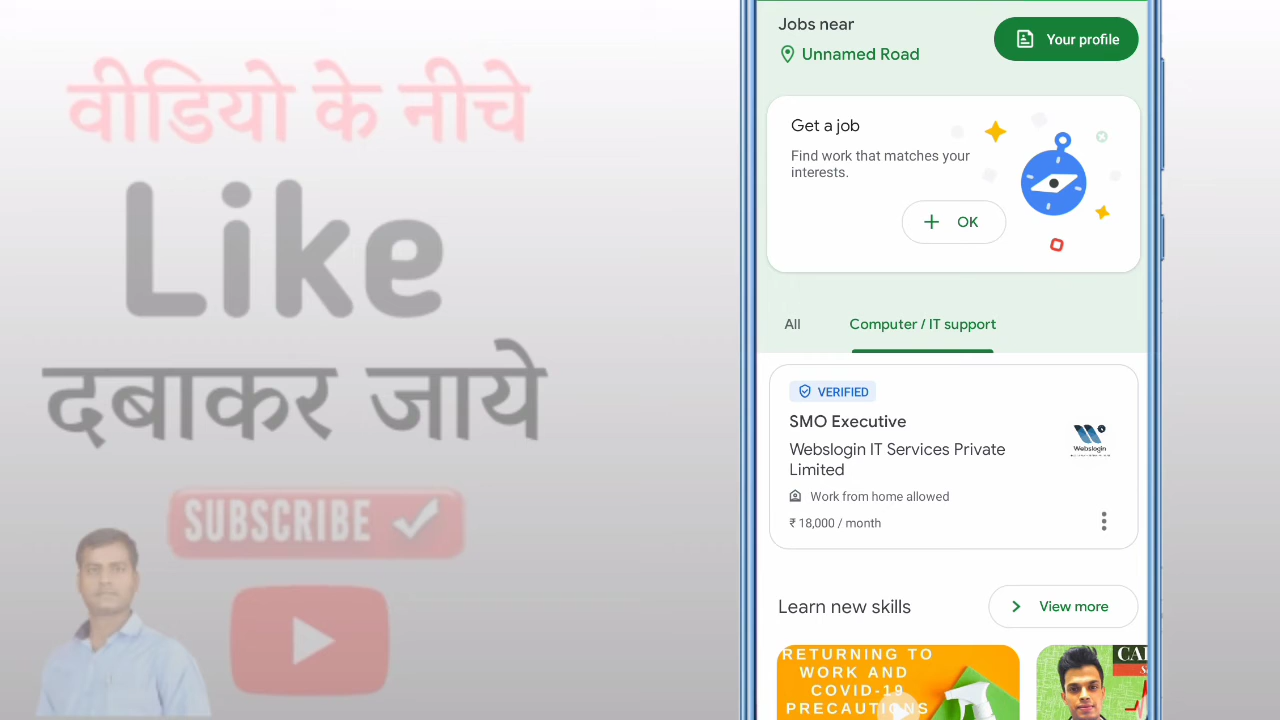 वीडियो के नीचे
Like
दबाकर जाये
SUBSCRIBE
Jobs near
Unnamed Road
Your profile
Get a job
Find work that matches your
interests.
OK
All
Computer / IT support
VERIFIED
SMO Executive
Webslogin IT Services Private
Limited
Webslogin
Work from home allowed
₹ 18,000 / month
Learn new skills
View more
RETURNING TO
WORK AND
COVID-19
PRECAUTIONS